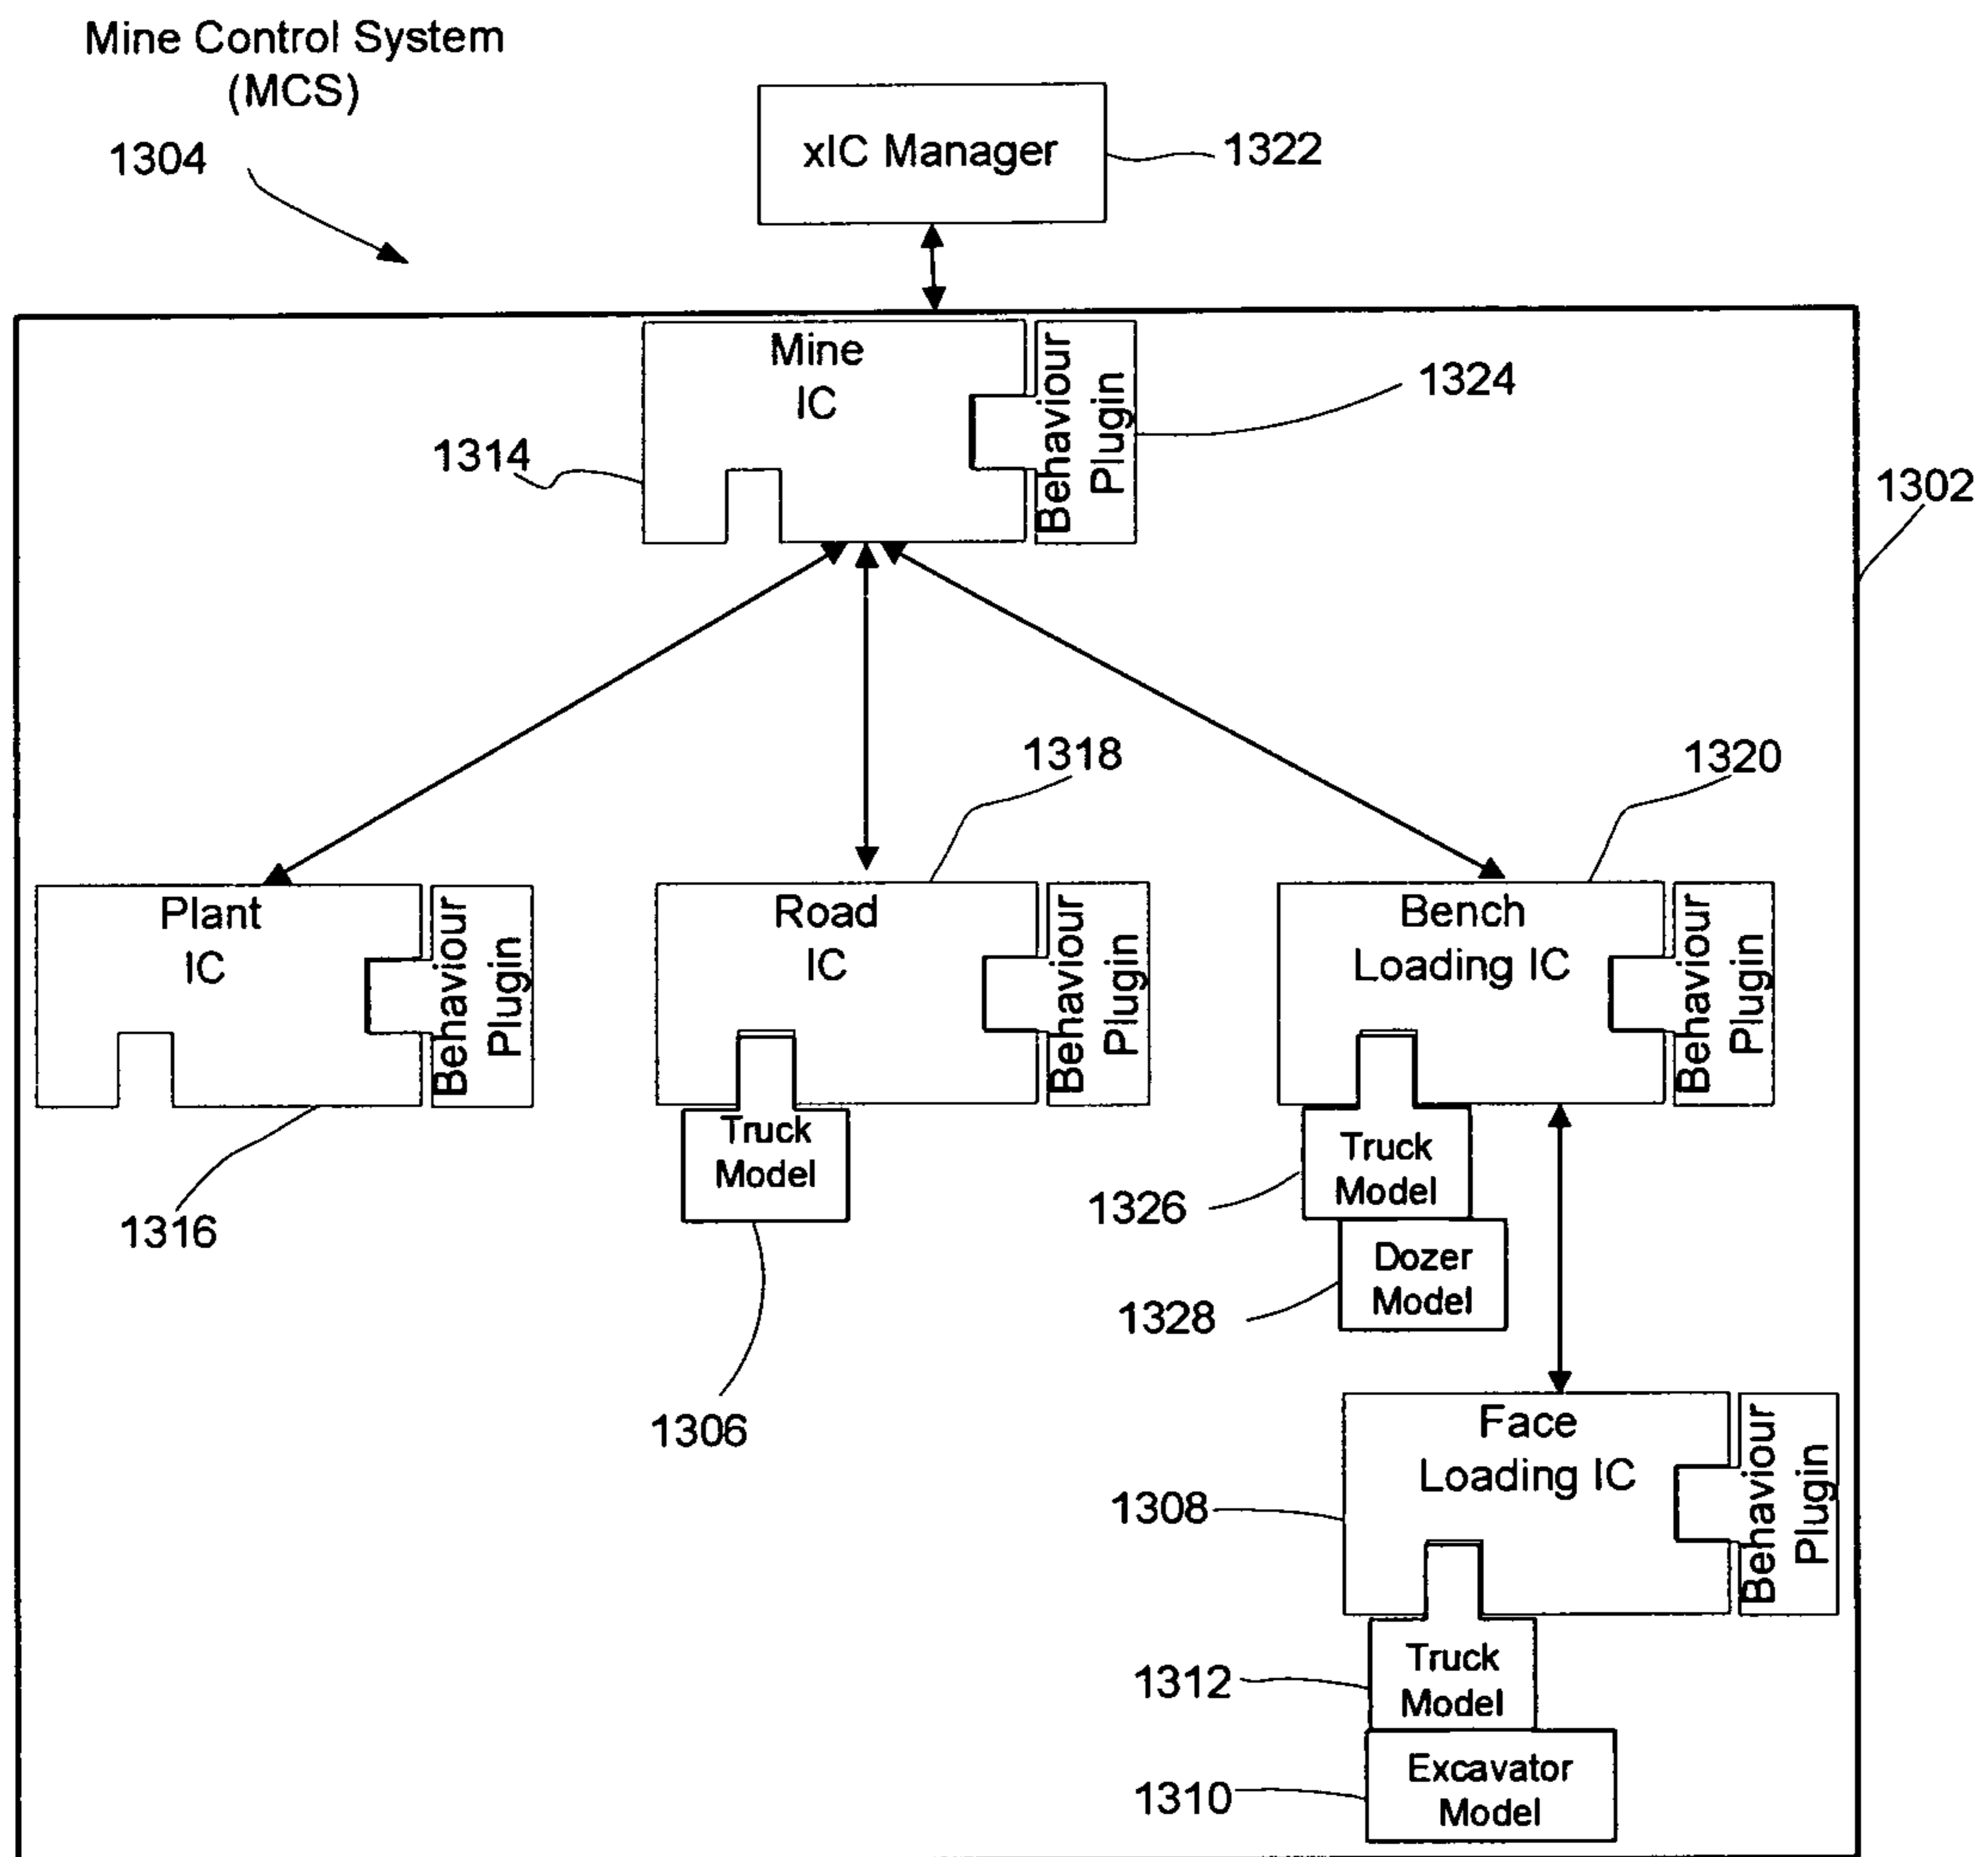 Mine Control System
(MCS)
1304
xIC Manager
1322
Mine
IC
Behaviour
Plugin
1324
1314
1302
1318
1320
Plant
IC
Behaviour
Plugin
Road
IC
Behaviour
Plugin
Bench
Loading IC
Behaviour
Plugin
1316
Truck
Model
1306
Truck
Model
1326
Dozer
Model
1328
Face
Loading IC
Behaviour
Plugin
1308
Truck
Model
1312
Excavator
Model
1310